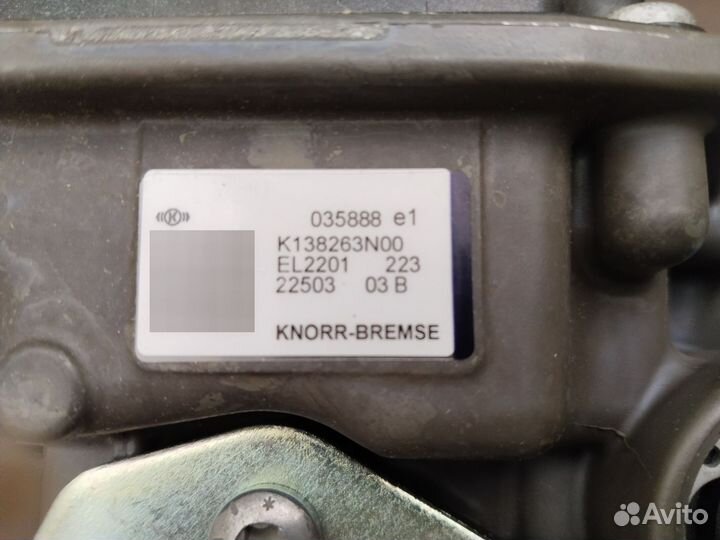 K
035888 e1
K138263N00
EL2201 223
22503 03 B
KNORR-BREMSE
Avito